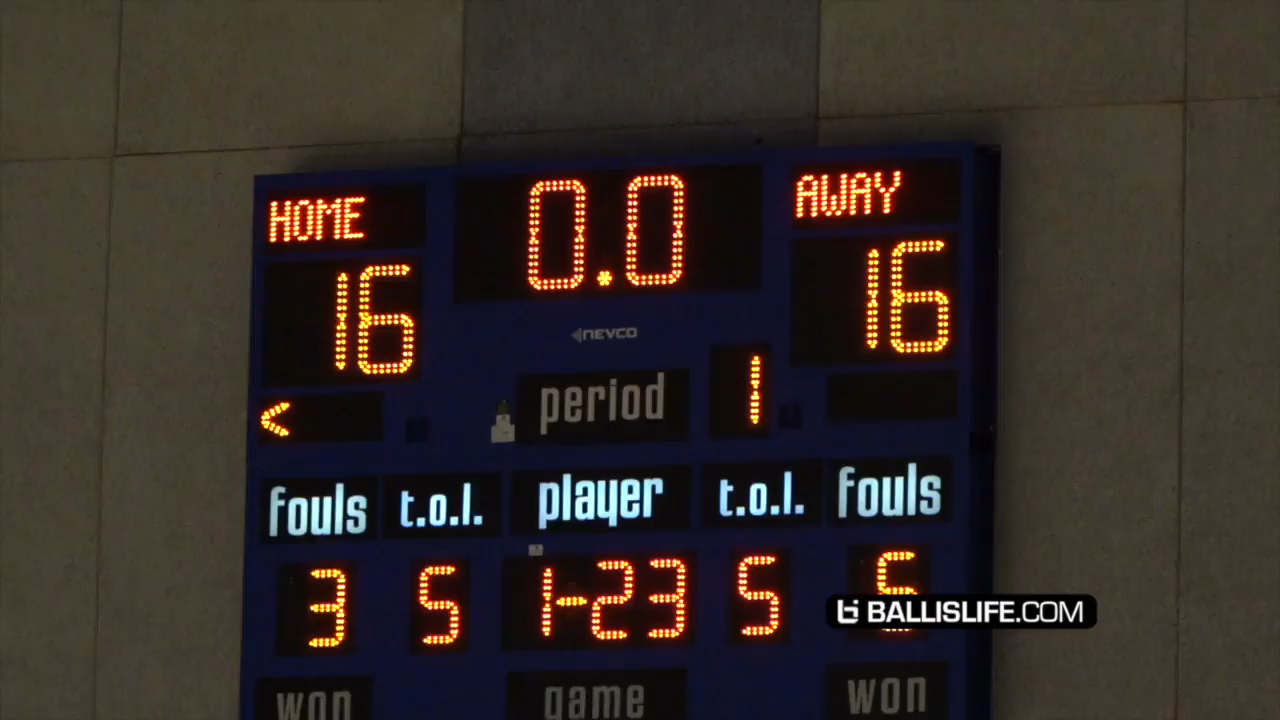 HOME 0.0 AWAY
16 16
NEVCO
< period 1
fouls t.o.l. player t.o.l. fouls
3 5 1-23 5
BALLISLIFE.COM
won game won